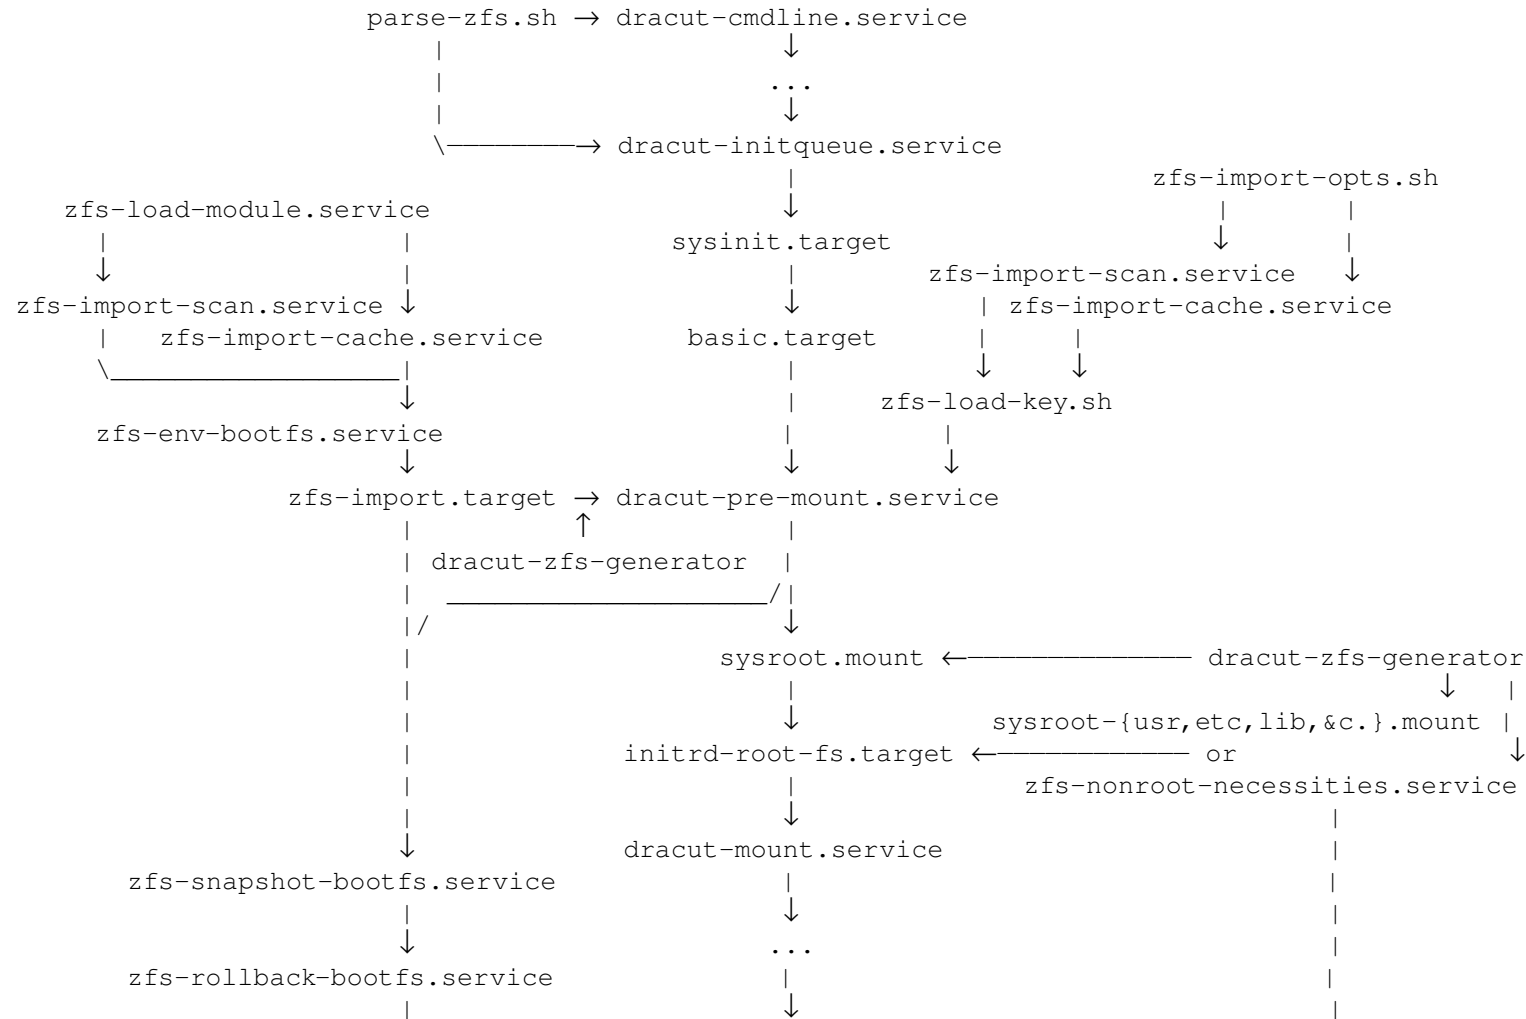 parse-zfs.sh → dracut-cmdline.service
|                     ↓
|                    ...
|                     ↓
\————————→ dracut-initqueue.service
|                                      zfs-import-opts.sh
zfs-load-module.service                     ↓                      |       |
|                  |                sysinit.target                 ↓       |
↓                  |                       |        zfs-import-scan.service   ↓
zfs-import-scan.service ↓                       ↓             | zfs-import-cache.service
|   zfs-import-cache.service         basic.target             |     |
\__________________|                       |                  ↓     ↓
↓                       |            zfs-load-key.sh
zfs-env-bootfs.service                     |                |
↓                       ↓                ↓
zfs-import.target → dracut-pre-mount.service
|          ↑            |
| dracut-zfs-generator  |
|  ____________________/|
|/                      ↓
|                   sysroot.mount ←—————————————— dracut-zfs-generator
|                       |                                       ↓   |
|                       ↓            sysroot-{usr,etc,lib,&c.}.mount |
|             initrd-root-fs.target ←———————————— or                   ↓
|                       |              zfs-nonroot-necessities.service
|                       ↓                                 |
↓             dracut-mount.service                        |
zfs-snapshot-bootfs.service         |                                 |
|                       ↓                                 |
↓                      ...                                |
zfs-rollback-bootfs.service         |                                 |
|                       ↓                                 |